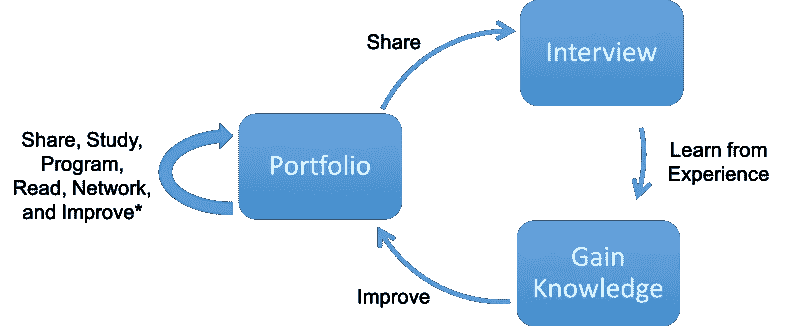 Share
Interview
Share, Study,
Program,
Read, Network,
and Improve*
Portfolio
Learn from
Experience
Gain
Knowledge
Improve